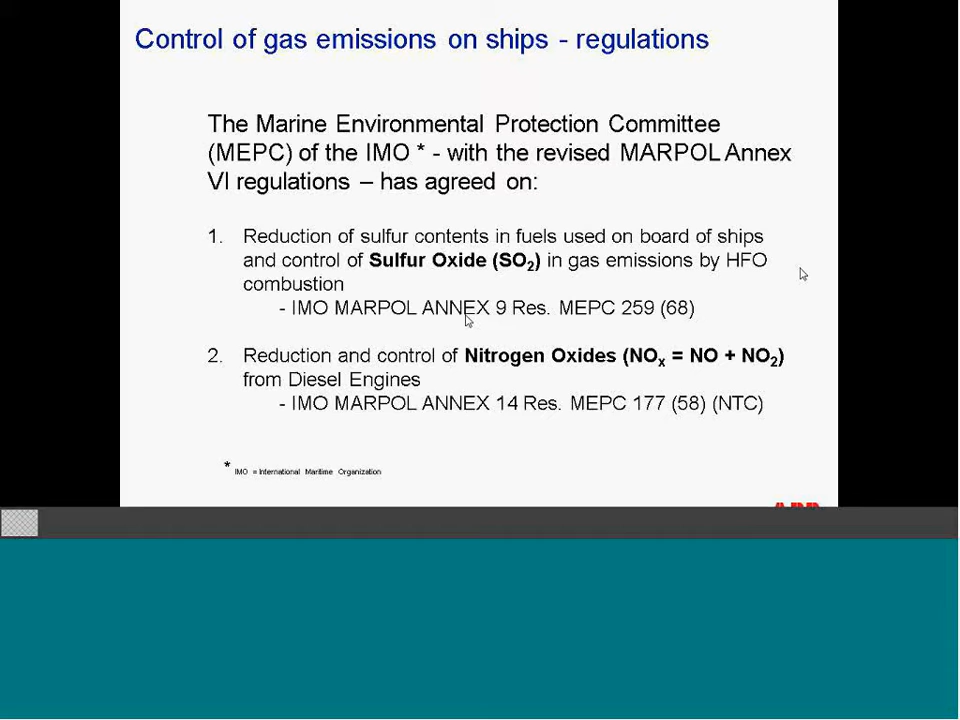 Control of gas emissions on ships - regulations
The Marine Environmental Protection Committee
(MEPC) of the IMO * - with the revised MARPOL Annex
VI regulations – has agreed on:
1. Reduction of sulfur contents in fuels used on board of ships
and control of Sulfur Oxide (SO₂) in gas emissions by HFO
combustion
- IMO MARPOL ANNEX 9 Res. MEPC 259 (68)
2. Reduction and control of Nitrogen Oxides (NOₓ = NO + NO₂)
from Diesel Engines
- IMO MARPOL ANNEX 14 Res. MEPC 177 (58) (NTC)
* IMO = International Maritime Organization